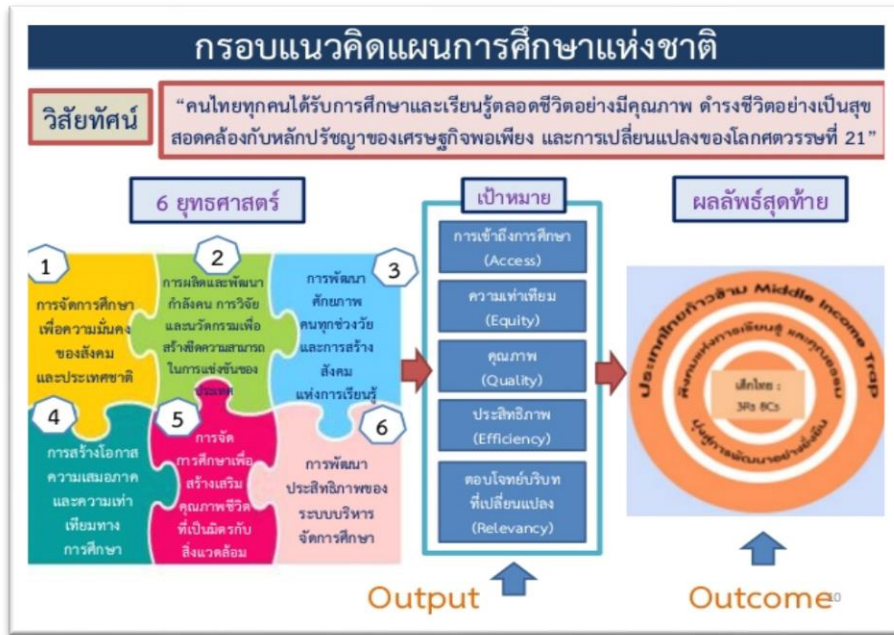 กรอบแนวคิดแผนการศึกษาแห่งชาติ
วิสัยทัศน์
“คนไทยทุกคนได้รับการศึกษาและเรียนรู้ตลอดชีวิตอย่างมีคุณภาพ ดำรงชีวิตอย่างเป็นสุข
สอดคล้องกับหลักปรัชญาของเศรษฐกิจพอเพียง และการเปลี่ยนแปลงของโลกศตวรรษที่ 21”
6 ยุทธศาสตร์
1
การจัดการศึกษา
เพื่อความมั่นคง
ของสังคม
และประเทศชาติ
2
การผลิตและพัฒนา
กำลังคน การวิจัย
และนวัตกรรมเพื่อ
สร้างขีดความสามารถ
ในการแข่งขันของ
ประเทศ
3
การพัฒนา
ศักยภาพ
คนทุกช่วงวัย
และการสร้าง
สังคม
แห่งการเรียนรู้
4
การสร้างโอกาส
ความเสมอภาค
และความเท่า
เทียมทาง
การศึกษา
5
การจัด
การศึกษาเพื่อ
สร้างเสริม
คุณภาพชีวิต
ที่เป็นมิตรกับ
สิ่งแวดล้อม
6
การพัฒนา
ประสิทธิภาพของ
ระบบบริหาร
จัดการศึกษา
เป้าหมาย
การเข้าถึงการศึกษา
(Access)
ความเท่าเทียม
(Equity)
คุณภาพ
(Quality)
ประสิทธิภาพ
(Efficiency)
ตอบโจทย์บริบท
ที่เปลี่ยนแปลง
(Relevancy)
Output
ผลลัพธ์สุดท้าย
ประเทศไทยก้าวข้าม Middle Income Trap
สังคมแห่งการเรียนรู้ และคุณธรรม
เด็กไทย :
3Rs 8Cs
มุ่งสู่การพัฒนาอย่างยั่งยืน
Outcome
10